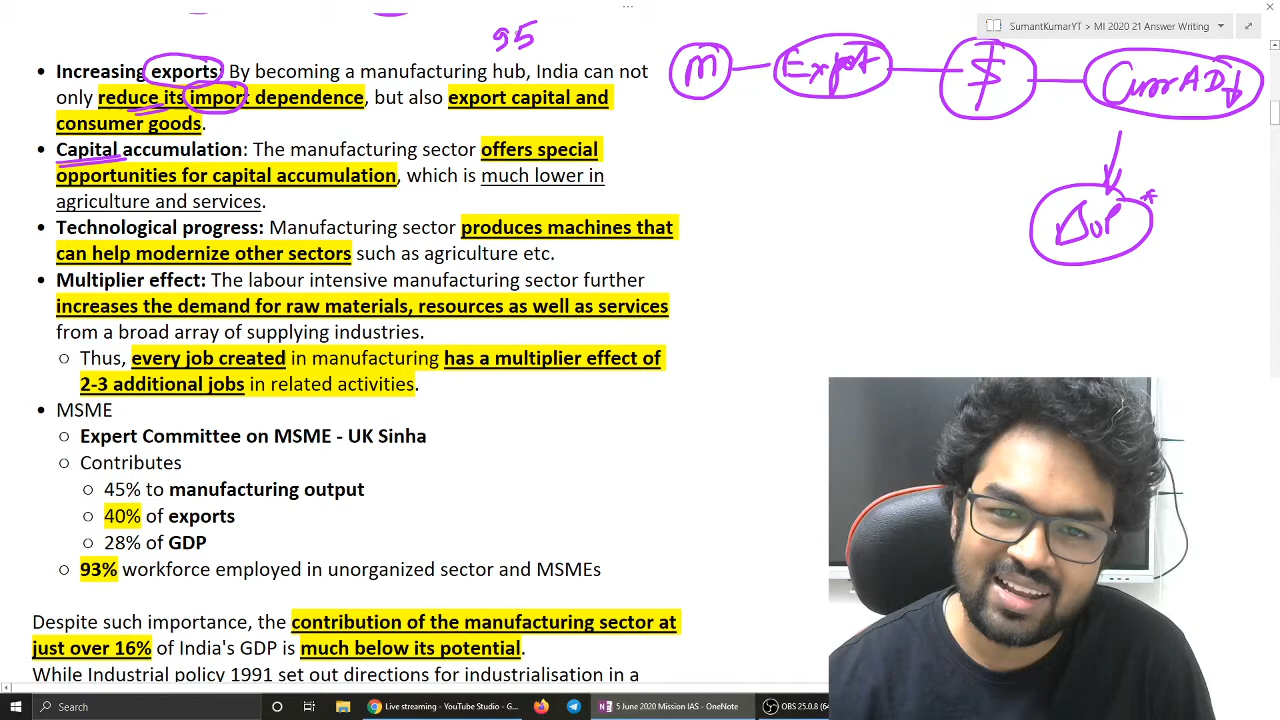 SumantKumarYT > MI 2020 21 Answer Writing
95
M Export $ Curr AD↓
BoP *
• Increasing exports: By becoming a manufacturing hub, India can not
only reduce its import dependence, but also export capital and
consumer goods.
• Capital accumulation: The manufacturing sector offers special
opportunities for capital accumulation, which is much lower in
agriculture and services.
• Technological progress: Manufacturing sector produces machines that
can help modernize other sectors such as agriculture etc.
• Multiplier effect: The labour intensive manufacturing sector further
increases the demand for raw materials, resources as well as services
from a broad array of supplying industries.
○ Thus, every job created in manufacturing has a multiplier effect of
2-3 additional jobs in related activities.
• MSME
○ Expert Committee on MSME - UK Sinha
○ Contributes
○ 45% to manufacturing output
○ 40% of exports
○ 28% of GDP
○ 93% workforce employed in unorganized sector and MSMEs
Despite such importance, the contribution of the manufacturing sector at
just over 16% of India's GDP is much below its potential.
While Industrial policy 1991 set out directions for industrialisation in a
Search
Live streaming - YouTube Studio - G...
5 June 2020 Mission IAS - OneNote
OBS 25.0.8 (64